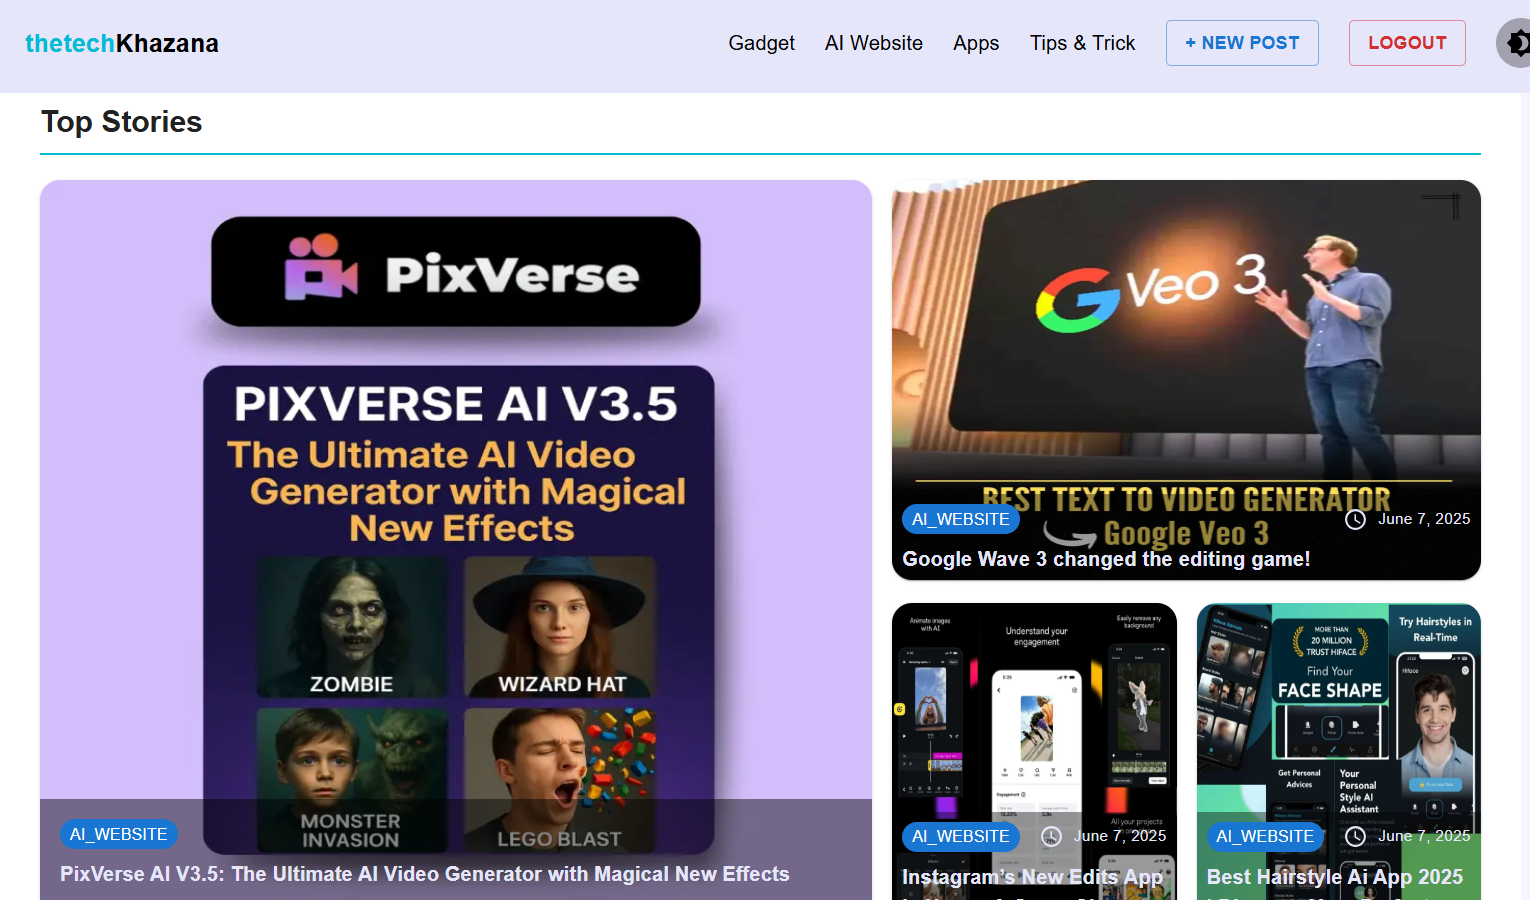 thetechKhazana
Gadget
AI Website
Apps
Tips & Trick
+ NEW POST
LOGOUT
Top Stories
PixVerse
PIXVERSE AI V3.5
The Ultimate AI Video
Generator with Magical
New Effects
ZOMBIE
WIZARD HAT
MONSTER
INVASION
LEGO BLAST
AI_WEBSITE
PixVerse AI V3.5: The Ultimate AI Video Generator with Magical New Effects
Veo 3
BEST TEXT TO VIDEO GENERATOR
Google Veo 3
AI_WEBSITE
June 7, 2025
Google Wave 3 changed the editing game!
Animate images
with AI
Understand your
engagement
Easily remove any
background
Engagement
All your projects
AI_WEBSITE
June 7, 2025
Instagram's New Edits App
MORE THAN
20 MILLION
TRUST HIFACE
Find Your
FACE SHAPE
Try Hairstyles in
Real-Time
Hiface
Get Personal
Advices
Your
Personal
Style AI
Assistant
AI_WEBSITE
June 7, 2025
Best Hairstyle Ai App 2025